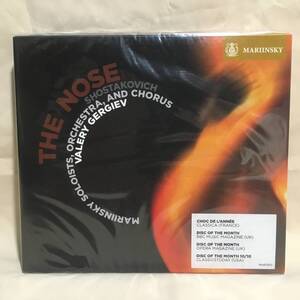 MARIINSKY
THE NOSE
SHOSTAKOVICH
MARIINSKY SOLOISTS, ORCHESTRA, AND CHORUS
VALERY GERGIEV
CHOC DE L'ANNÉE
CLASSICA (FRANCE)
DISC OF THE MONTH
BBC MUSIC MAGAZINE (UK)
DISC OF THE MONTH
OPERA MAGAZINE (UK)
DISC OF THE MONTH 10/10
CLASSICSTODAY (USA)